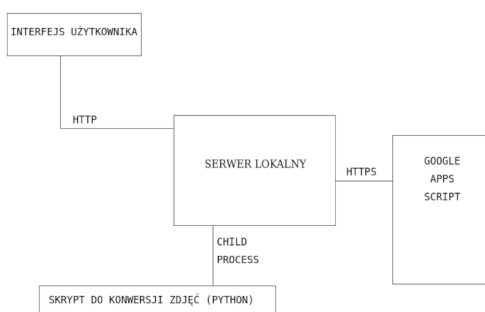 INTERFEJS UŻYTKOWNIKA
HTTP
SERWER LOKALNY
HTTPS
GOOGLE
APPS
SCRIPT
CHILD
PROCESS
SKRYPT DO KONWERSJI ZDJĘĆ (PYTHON)